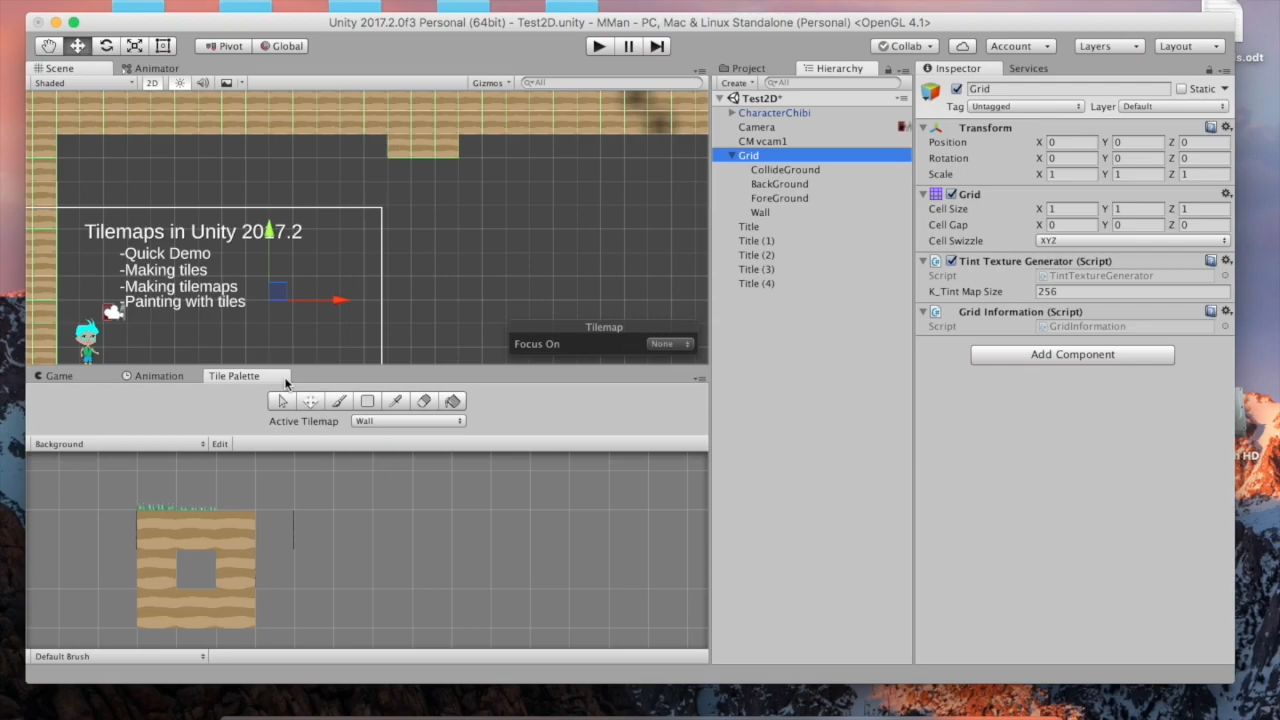 Unity 2017.2.0f3 Personal (64bit) - Test2D.unity - MMan - PC, Mac & Linux Standalone (Personal) <OpenGL 4.1>
Pivot Global Collab Account Layers Layout
Scene Animator
Shaded 2D Gizmos All
Tilemaps in Unity 2017.2
-Quick Demo
-Making tiles
-Making tilemaps
-Painting with tiles
Tilemap
Focus On None
Game Animation Tile Palette
Active Tilemap Wall
Background Edit
Default Brush
Project Hierarchy
Create All
Test2D*
CharacterChibi
Camera
CM vcam1
Grid
CollideGround
BackGround
ForeGround
Wall
Title
Title (1)
Title (2)
Title (3)
Title (4)
Inspector Services
Grid Static
Tag Untagged Layer Default
Transform
Position X 0 Y 0 Z 0
Rotation X 0 Y 0 Z 0
Scale X 1 Y 1 Z 1
Grid
Cell Size X 1 Y 1 Z 1
Cell Gap X 0 Y 0 Z 0
Cell Swizzle XYZ
Tint Texture Generator (Script)
Script TintTextureGenerator
K_Tint Map Size 256
Grid Information (Script)
Script GridInformation
Add Component
is.odt
HD